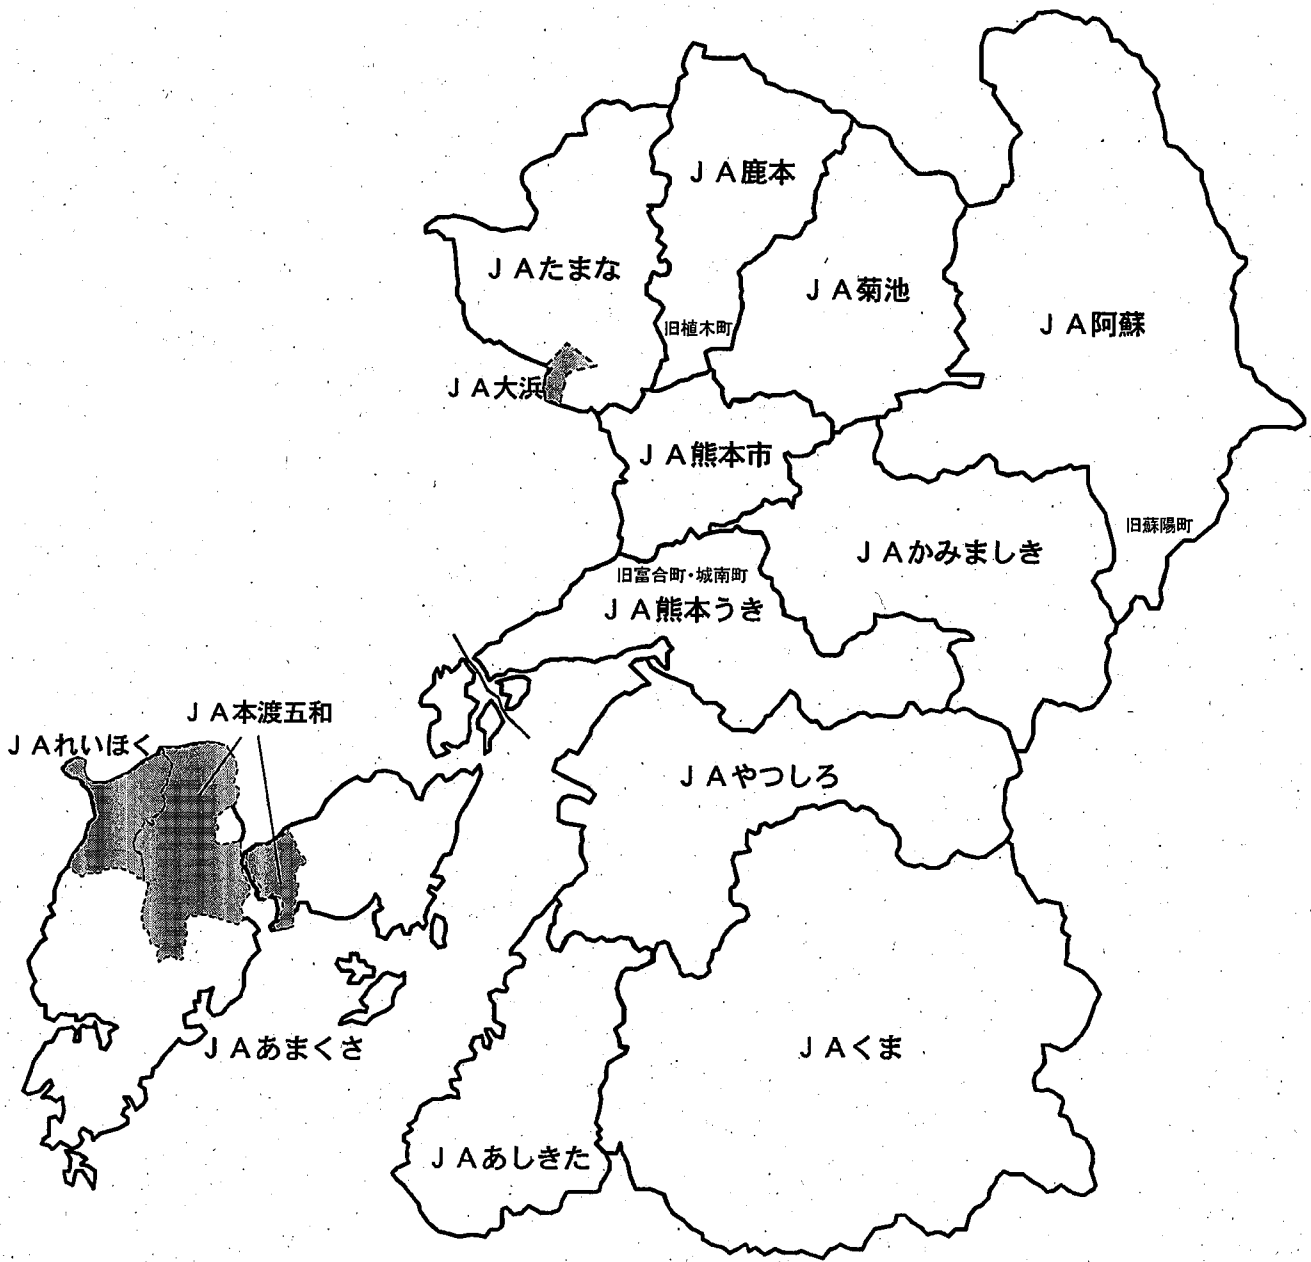 ＪＡ鹿本
ＪＡたまな
ＪＡ菊池
ＪＡ阿蘇
旧植木町
ＪＡ大浜
ＪＡ熊本市
旧蘇陽町
ＪＡかみましき
旧富合町・城南町
ＪＡ熊本うき
ＪＡ本渡五和
ＪＡれいほく
ＪＡやつしろ
ＪＡあまくさ
ＪＡくま
ＪＡあしきた